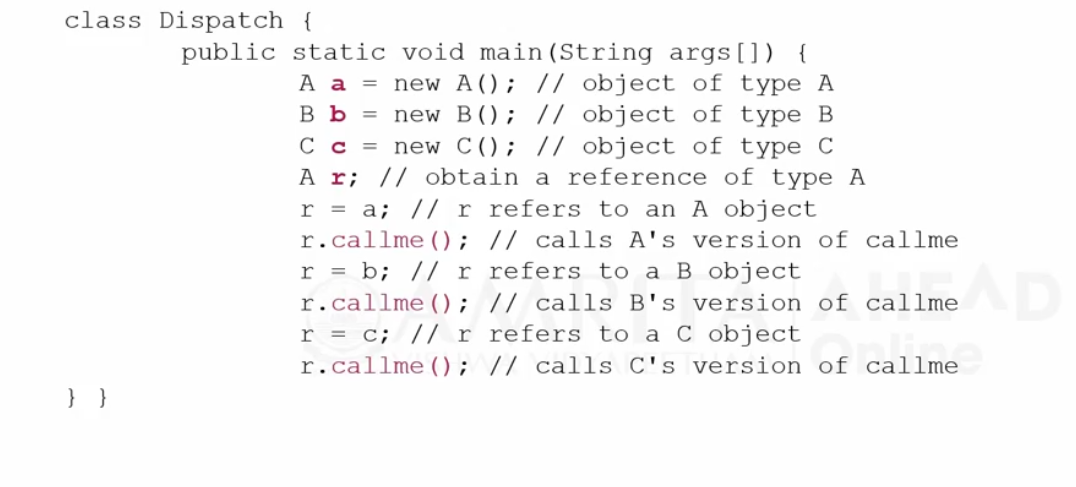 class Dispatch {
public static void main(String args[]) {
A a = new A(); // object of type A
B b = new B(); // object of type B
C c = new C(); // object of type C
A r; // obtain a reference of type A
r = a; // r refers to an A object
r.callme(); // calls A's version of callme
r = b; // r refers to a B object
r.callme(); // calls B's version of callme
r = c; // r refers to a C object
r.callme(); // calls C's version of callme
} }
AMRITA
AHEAD
Online